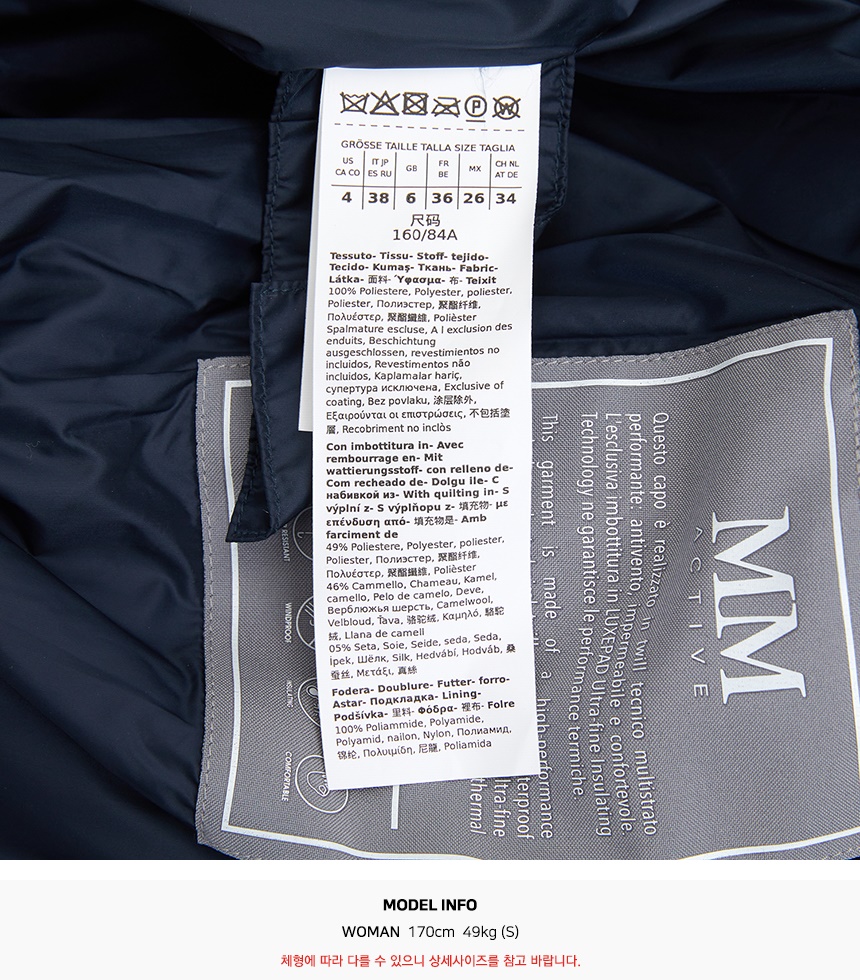 GRÖSSE TAILLE TALLA SIZE TAGLIA
US CA CO IT JP ES RU GB FR BE MX CH NL AT DE
4 38 6 36 26 34
尺码
160/84A
Tessuto- Tissu- Stoff- tejido-
Tecido- Kumaş- Ткань- Fabric-
Látka- 面料- Ύφασμα- 布- Teixit
100% Poliestere, Polyester, poliester,
Poliester, Полиэстер, 聚酯纤维,
Πολυέστερ, 聚酯纖維, Polièster
Spalmature escluse, A l exclusion des
enduits, Beschichtung
ausgeschlossen, revestimientos no
incluidos, Revestimentos não
incluidos, Kaplamalar hariç,
супертура исключена, Exclusive of
coating, Bez povlaku, 涂层除外,
Εξαιρούνται οι επιστρώσεις, 不包括塗
層, Recobriment no inclòs
Con imbottitura in- Avec
rembourrage en- Mit
wattierungsstoff- con relleno de-
Com recheado de- Dolgu ile- С
набивкой из- With quilting in- S
výplní z- S výplňopu z- 填充物- με
επένδυση από- 填充物是- Amb
farciment de
49% Poliestere, Polyester, poliester,
Poliester, Полиэстер, 聚酯纤维,
Πολυέστερ, 聚酯纖維, Polièster
46% Cammello, Chameau, Kamel,
camello, Pelo de camelo, Deve,
Верблюжья шерсть, Camelwool,
Velbloud, Ťava, 骆驼绒, Καμηλό, 駱駝
絨, Llana de camell
05% Seta, Soie, Seide, seda, Seda,
İpek, Шёлк, Silk, Hedvábí, Hodváb, 桑
蚕丝, Μετάξι, 真絲
Fodera- Doublure- Futter- forro-
Astar- Подкладка- Lining-
Podšívka- 里料- Φόδρα- 裡布- Folre
100% Poliammide, Polyamide,
Polyamid, nailon, Nylon, Полиамид,
锦纶, Πολυιμίδη, 尼龍, Poliamida
MM
ACTIVE
Questo capo è realizzato in twill tecnico multistrato
performante: antivento, impermeabile e confortevole.
L'esclusiva imbottitura in LUXEPAD Ultra-fine Insulating
Technology ne garantisce le performance termiche.
This garment is made of a high-performance
WINDPROOF
INSULATING
COMFORTABLE
MODEL INFO
WOMAN 170cm 49kg (S)
체형에 따라 다를 수 있으니 상세사이즈를 참고 바랍니다.